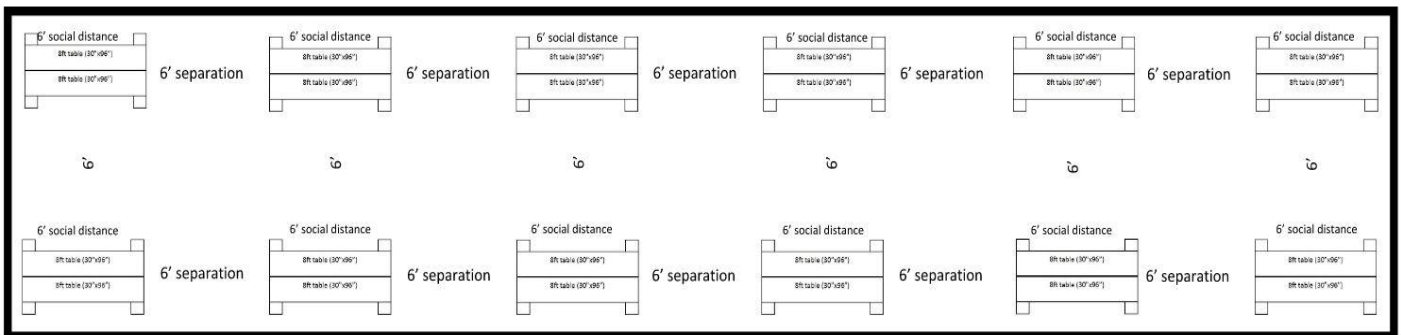 6' social distance 6' social distance 6' social distance 6' social distance 6' social distance 6' social distance
8ft table (30"x96") 8ft table (30"x96") 8ft table (30"x96") 8ft table (30"x96") 8ft table (30"x96") 8ft table (30"x96")
6' separation 6' separation 6' separation 6' separation 6' separation
8ft table (30"x96") 8ft table (30"x96") 8ft table (30"x96") 8ft table (30"x96") 8ft table (30"x96") 8ft table (30"x96")
6' 6' 6' 6' 6' 6'
6' social distance 6' social distance 6' social distance 6' social distance 6' social distance 6' social distance
8ft table (30"x96") 8ft table (30"x96") 8ft table (30"x96") 8ft table (30"x96") 8ft table (30"x96") 8ft table (30"x96")
6' separation 6' separation 6' separation 6' separation 6' separation
8ft table (30"x96") 8ft table (30"x96") 8ft table (30"x96") 8ft table (30"x96") 8ft table (30"x96") 8ft table (30"x96")